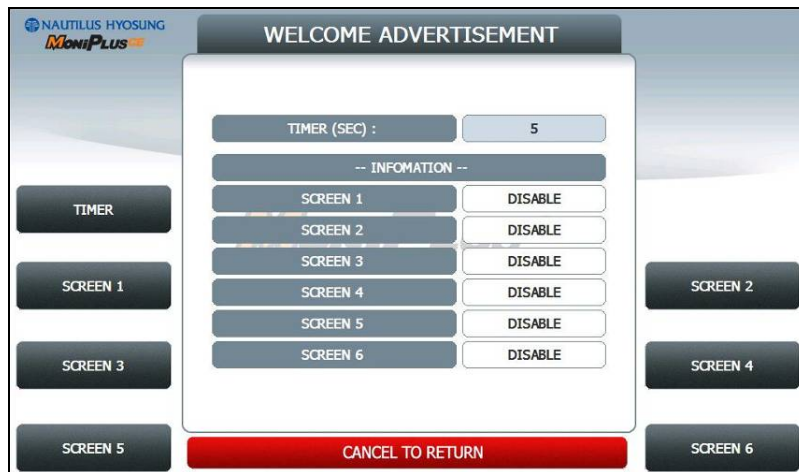 NAUTILUS HYOSUNG
MoniPlusCE
WELCOME ADVERTISEMENT
TIMER (SEC) : 5
-- INFOMATION --
SCREEN 1 DISABLE
SCREEN 2 DISABLE
SCREEN 3 DISABLE
SCREEN 4 DISABLE
SCREEN 5 DISABLE
SCREEN 6 DISABLE
TIMER
SCREEN 1
SCREEN 2
SCREEN 3
SCREEN 4
SCREEN 5
CANCEL TO RETURN
SCREEN 6